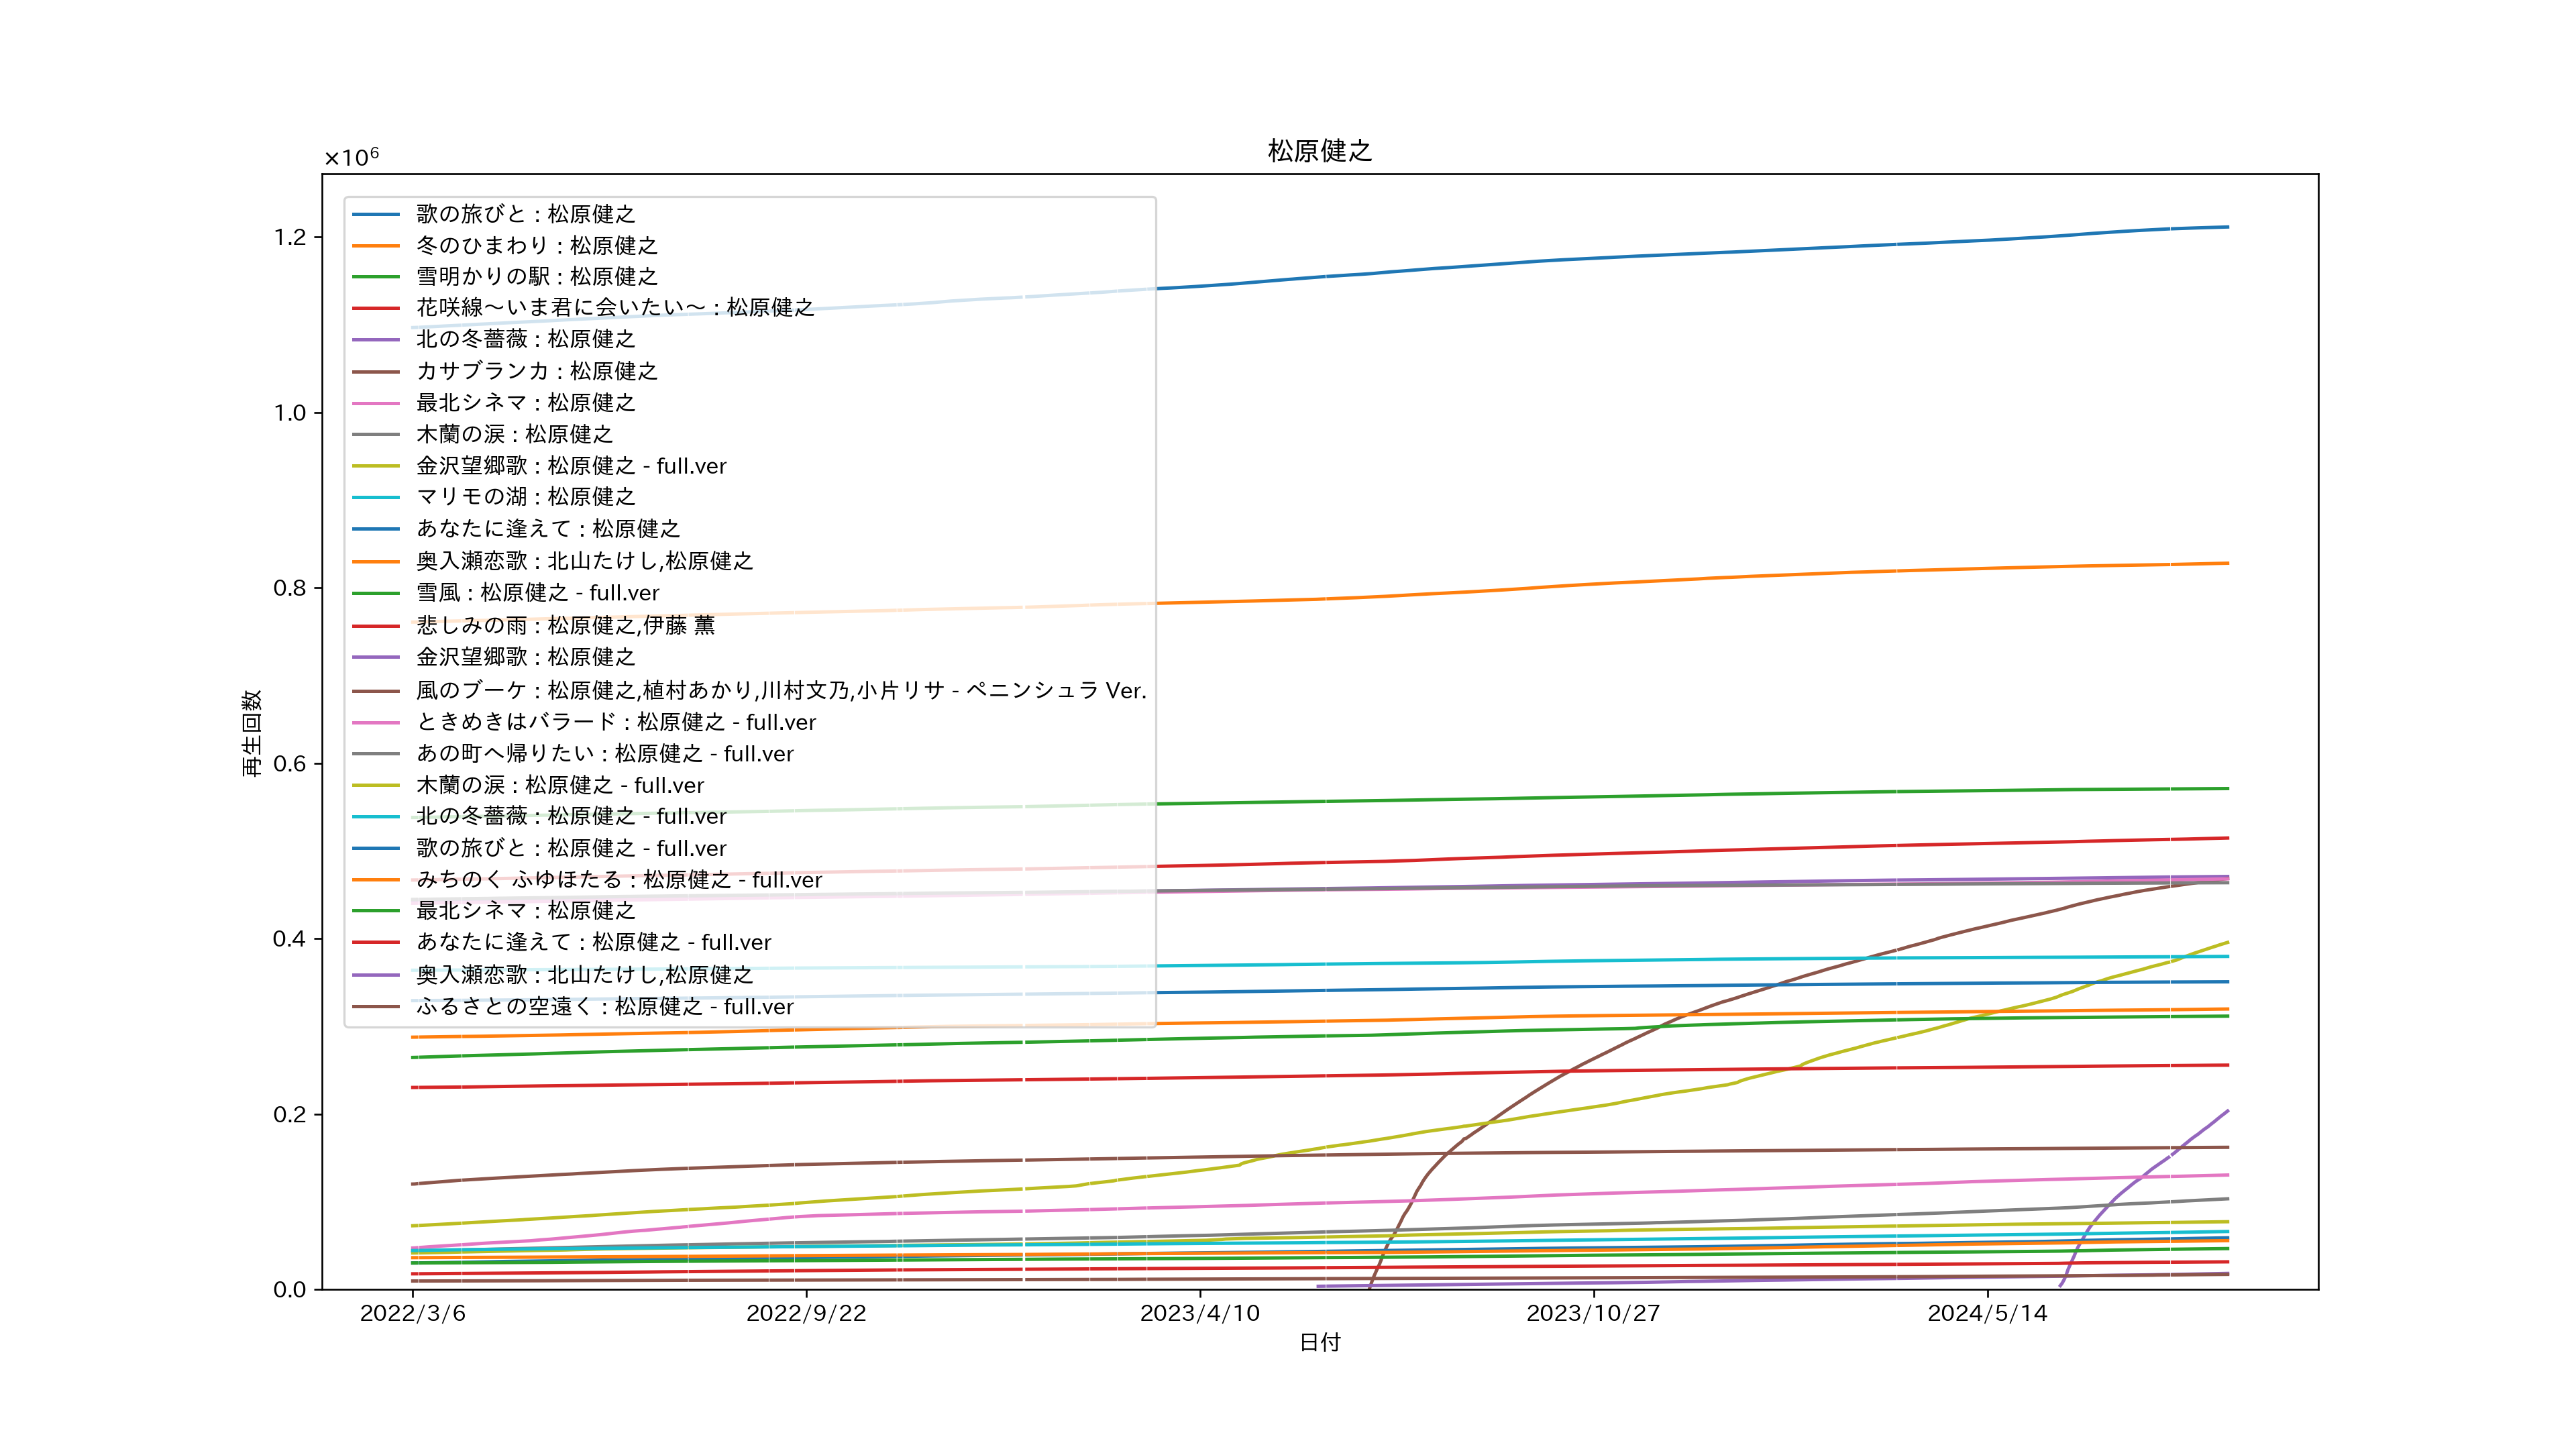 松原健之
×10⁶
歌の旅びと : 松原健之
冬のひまわり : 松原健之
雪明かりの駅 : 松原健之
花咲線～いま君に会いたい～ : 松原健之
北の冬薔薇 : 松原健之
カサブランカ : 松原健之
最北シネマ : 松原健之
木蘭の涙 : 松原健之
金沢望郷歌 : 松原健之 - full.ver
マリモの湖 : 松原健之
あなたに逢えて : 松原健之
奥入瀬恋歌 : 北山たけし,松原健之
雪風 : 松原健之 - full.ver
悲しみの雨 : 松原健之,伊藤 薫
金沢望郷歌 : 松原健之
風のブーケ : 松原健之,植村あかり,川村文乃,小片リサ - ペニンシュラ Ver.
ときめきはバラード : 松原健之 - full.ver
あの町へ帰りたい : 松原健之 - full.ver
木蘭の涙 : 松原健之 - full.ver
北の冬薔薇 : 松原健之 - full.ver
歌の旅びと : 松原健之 - full.ver
みちのく ふゆほたる : 松原健之 - full.ver
最北シネマ : 松原健之
あなたに逢えて : 松原健之 - full.ver
奥入瀬恋歌 : 北山たけし,松原健之
ふるさとの空遠く : 松原健之 - full.ver
再生回数
1.2
1.0
0.8
0.6
0.4
0.2
0.0
2022/3/6
2022/9/22
2023/4/10
2023/10/27
2024/5/14
日付